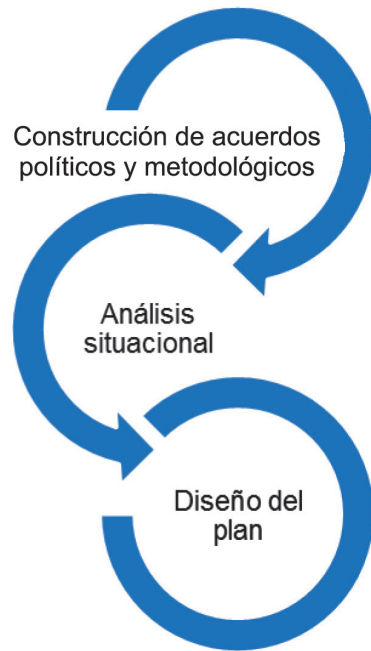 Construcción de acuerdos
políticos y metodológicos
Análisis
situacional
Diseño del
plan